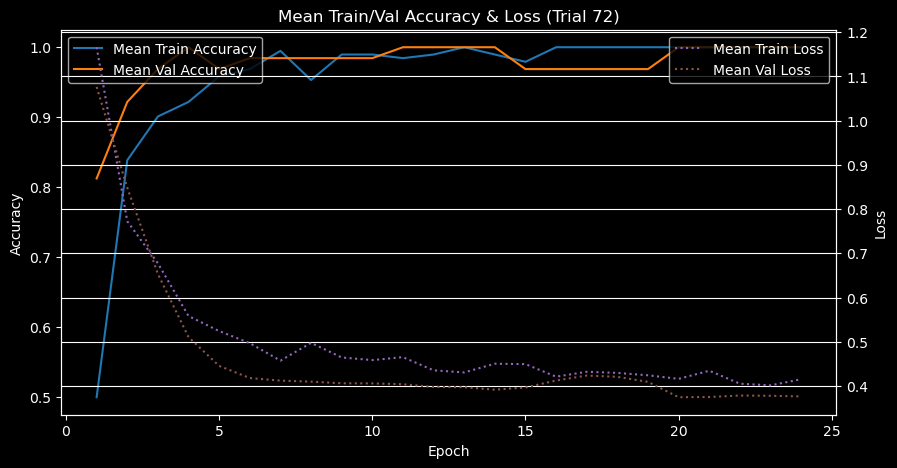 Mean Train/Val Accuracy & Loss (Trial 72)
Mean Train Accuracy
Mean Val Accuracy
Mean Train Loss
Mean Val Loss
1.0
0.9
0.8
0.7
0.6
0.5
Accuracy
1.2
1.1
1.0
0.9
0.8
0.7
0.6
0.5
0.4
Loss
0 5 10 15 20 25
Epoch